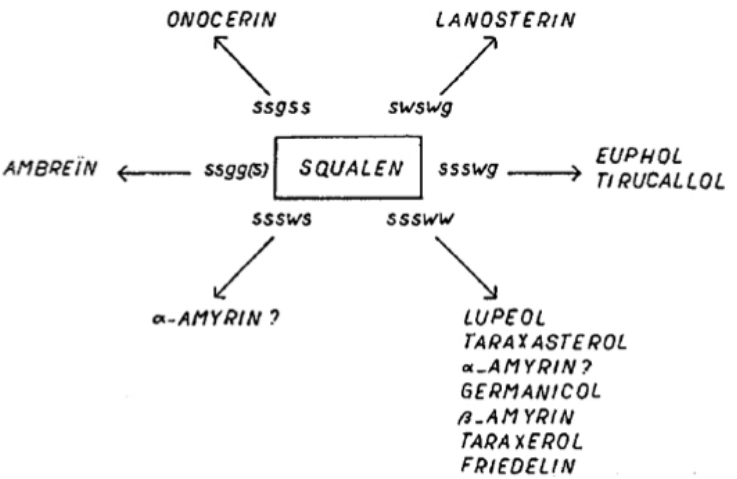 ONOCERIN LANOSTERIN
ssgss swswg
AMBREÏN ssgg(s) SQUALEN ssswg EUPHOL
TIRUCALLOL
sssws sssww
α-AMYRIN? LUPEOL
TARAXASTEROL
α-AMYRIN?
GERMANICOL
β-AMYRIN
TARAXEROL
FRIEDELIN